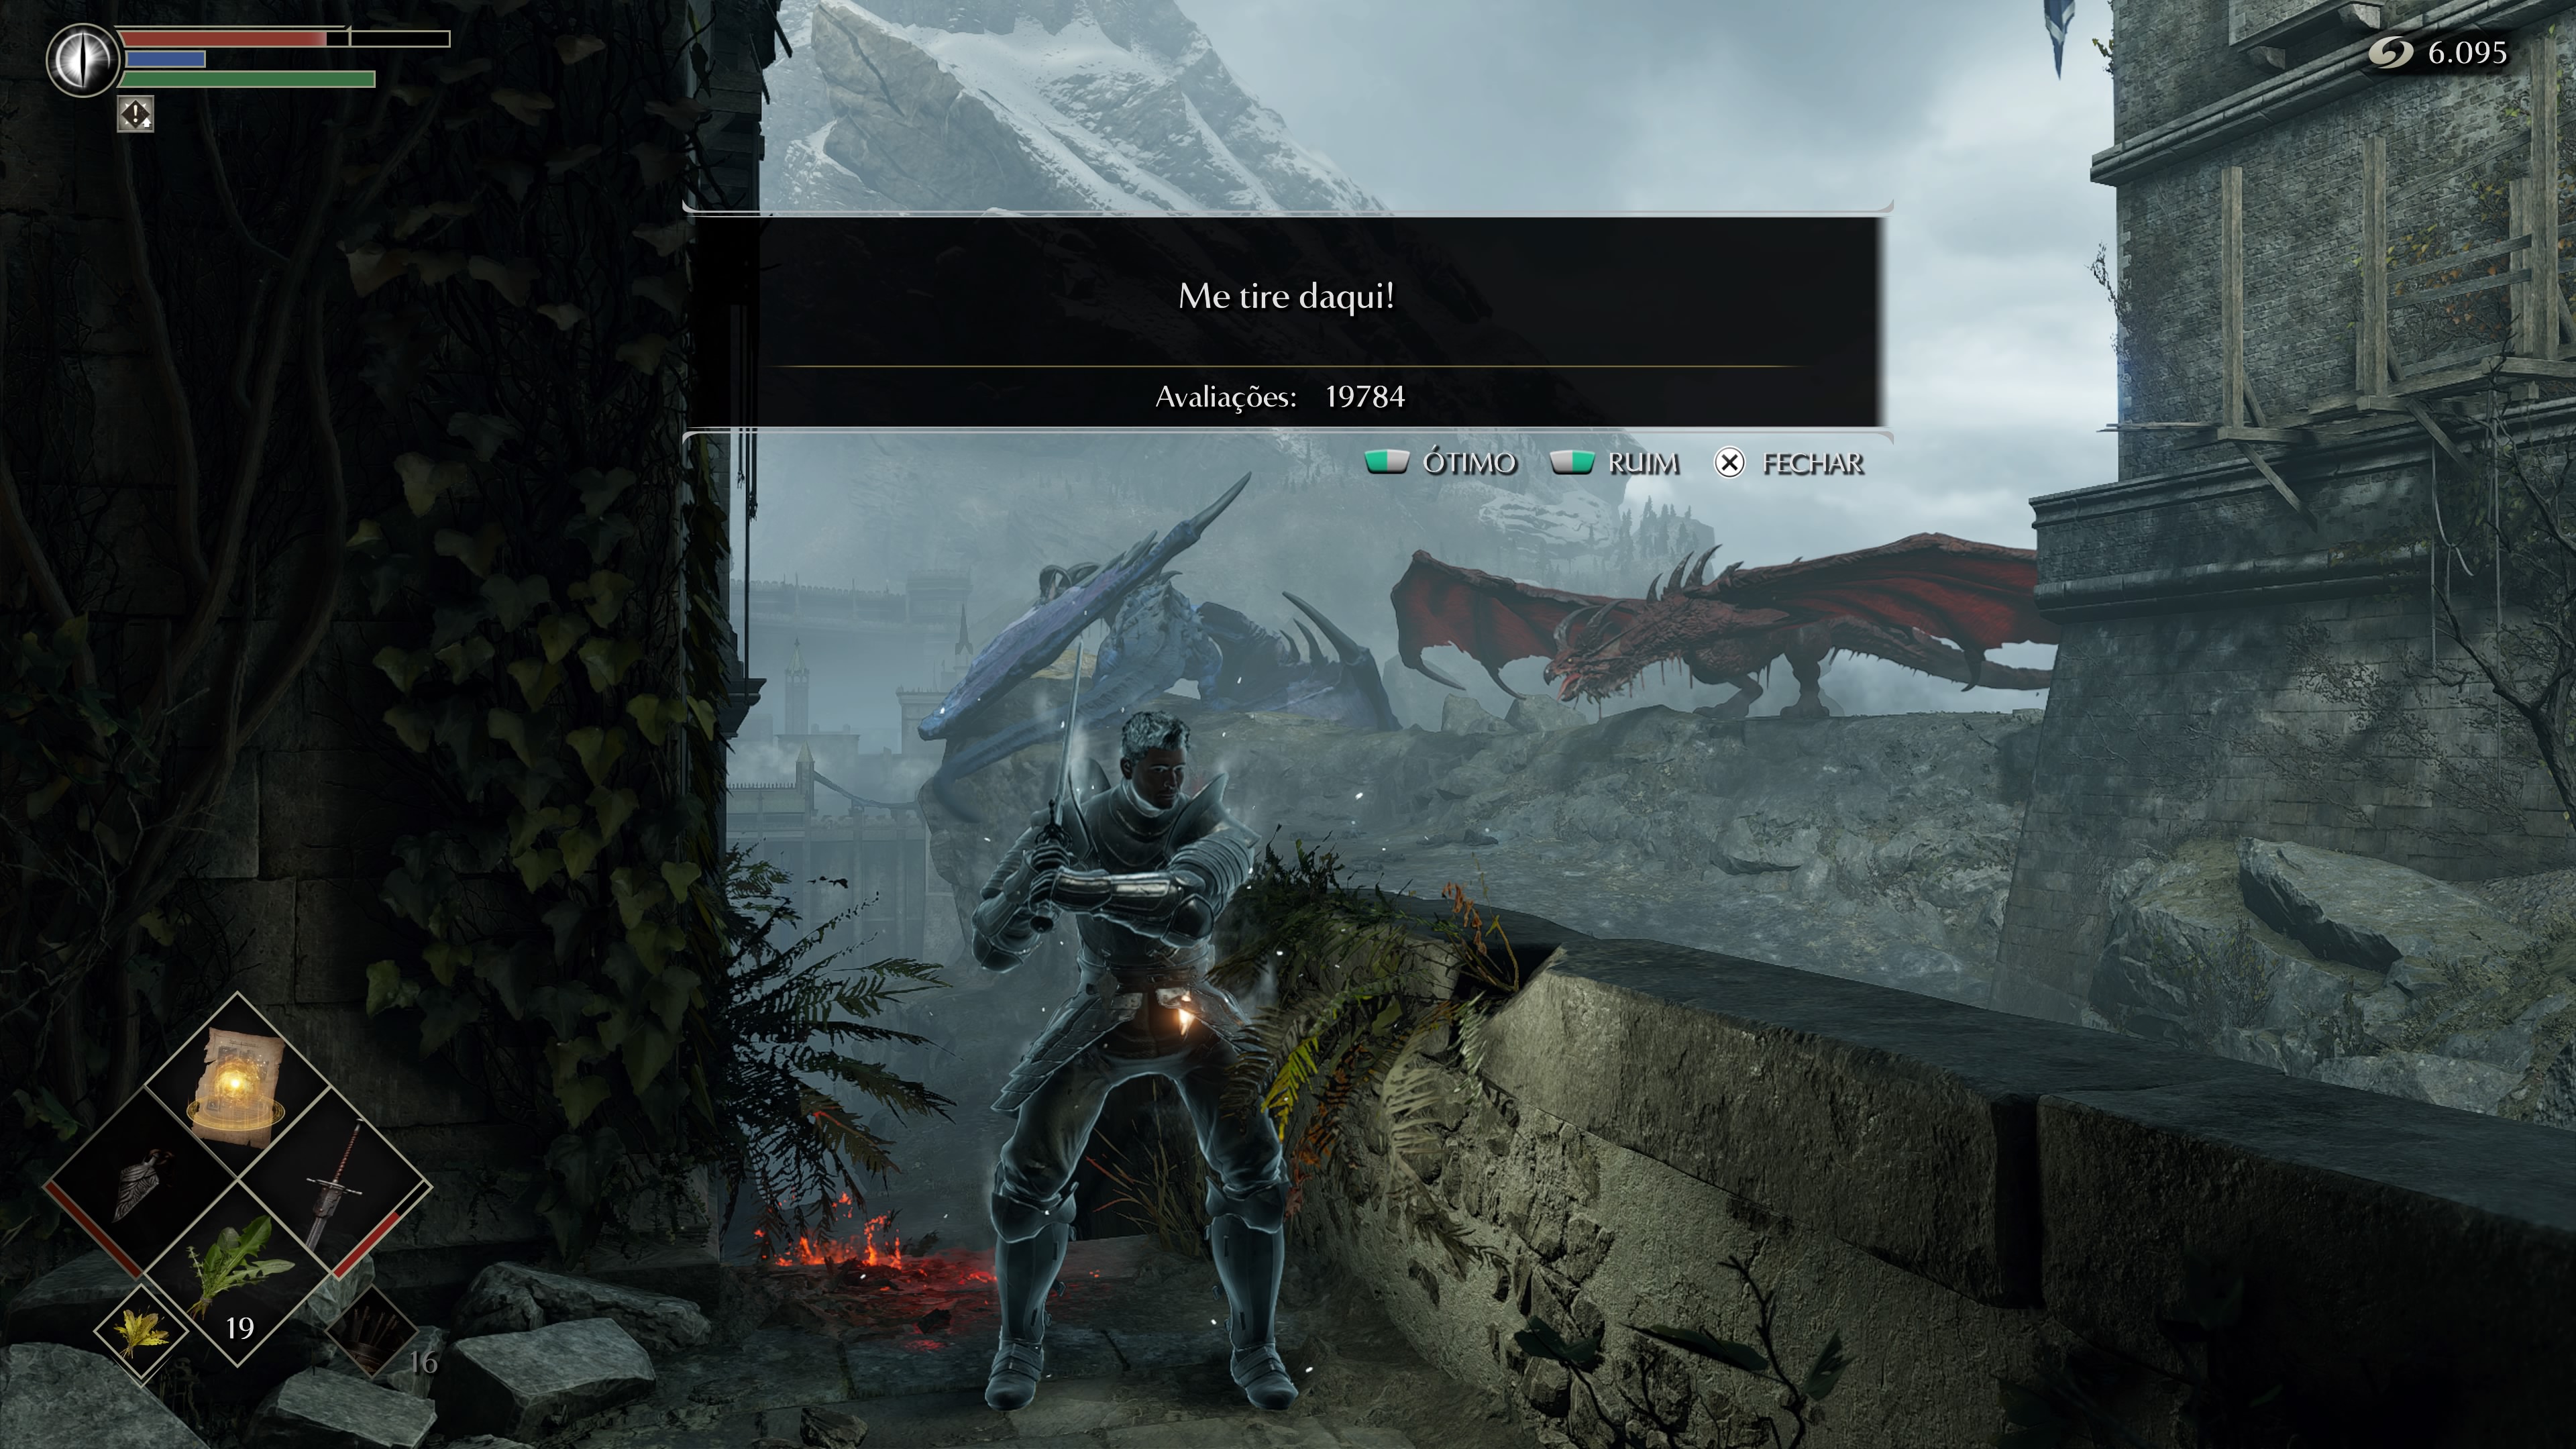 6.095
Me tire daqui!
Avaliações: 19784
ÓTIMO RUIM FECHAR
19
16